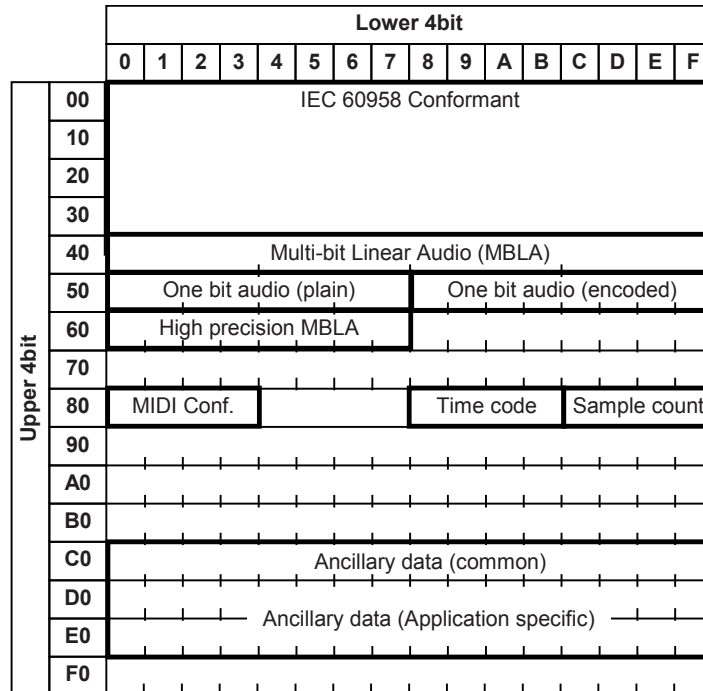 Lower 4bit
0 1 2 3 4 5 6 7 8 9 A B C D E F
Upper 4bit
00 IEC 60958 Conformant
10
20
30
40 Multi-bit Linear Audio (MBLA)
50 One bit audio (plain) One bit audio (encoded)
60 High precision MBLA
70
80 MIDI Conf. Time code Sample count
90
A0
B0
C0 Ancillary data (common)
D0
Ancillary data (Application specific)
E0
F0